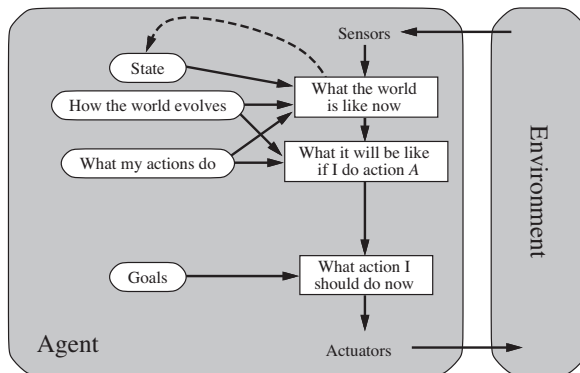 Sensors
State
What the world
is like now
How the world evolves
What it will be like
if I do action A
What my actions do
Environment
What action I
should do now
Goals
Agent
Actuators